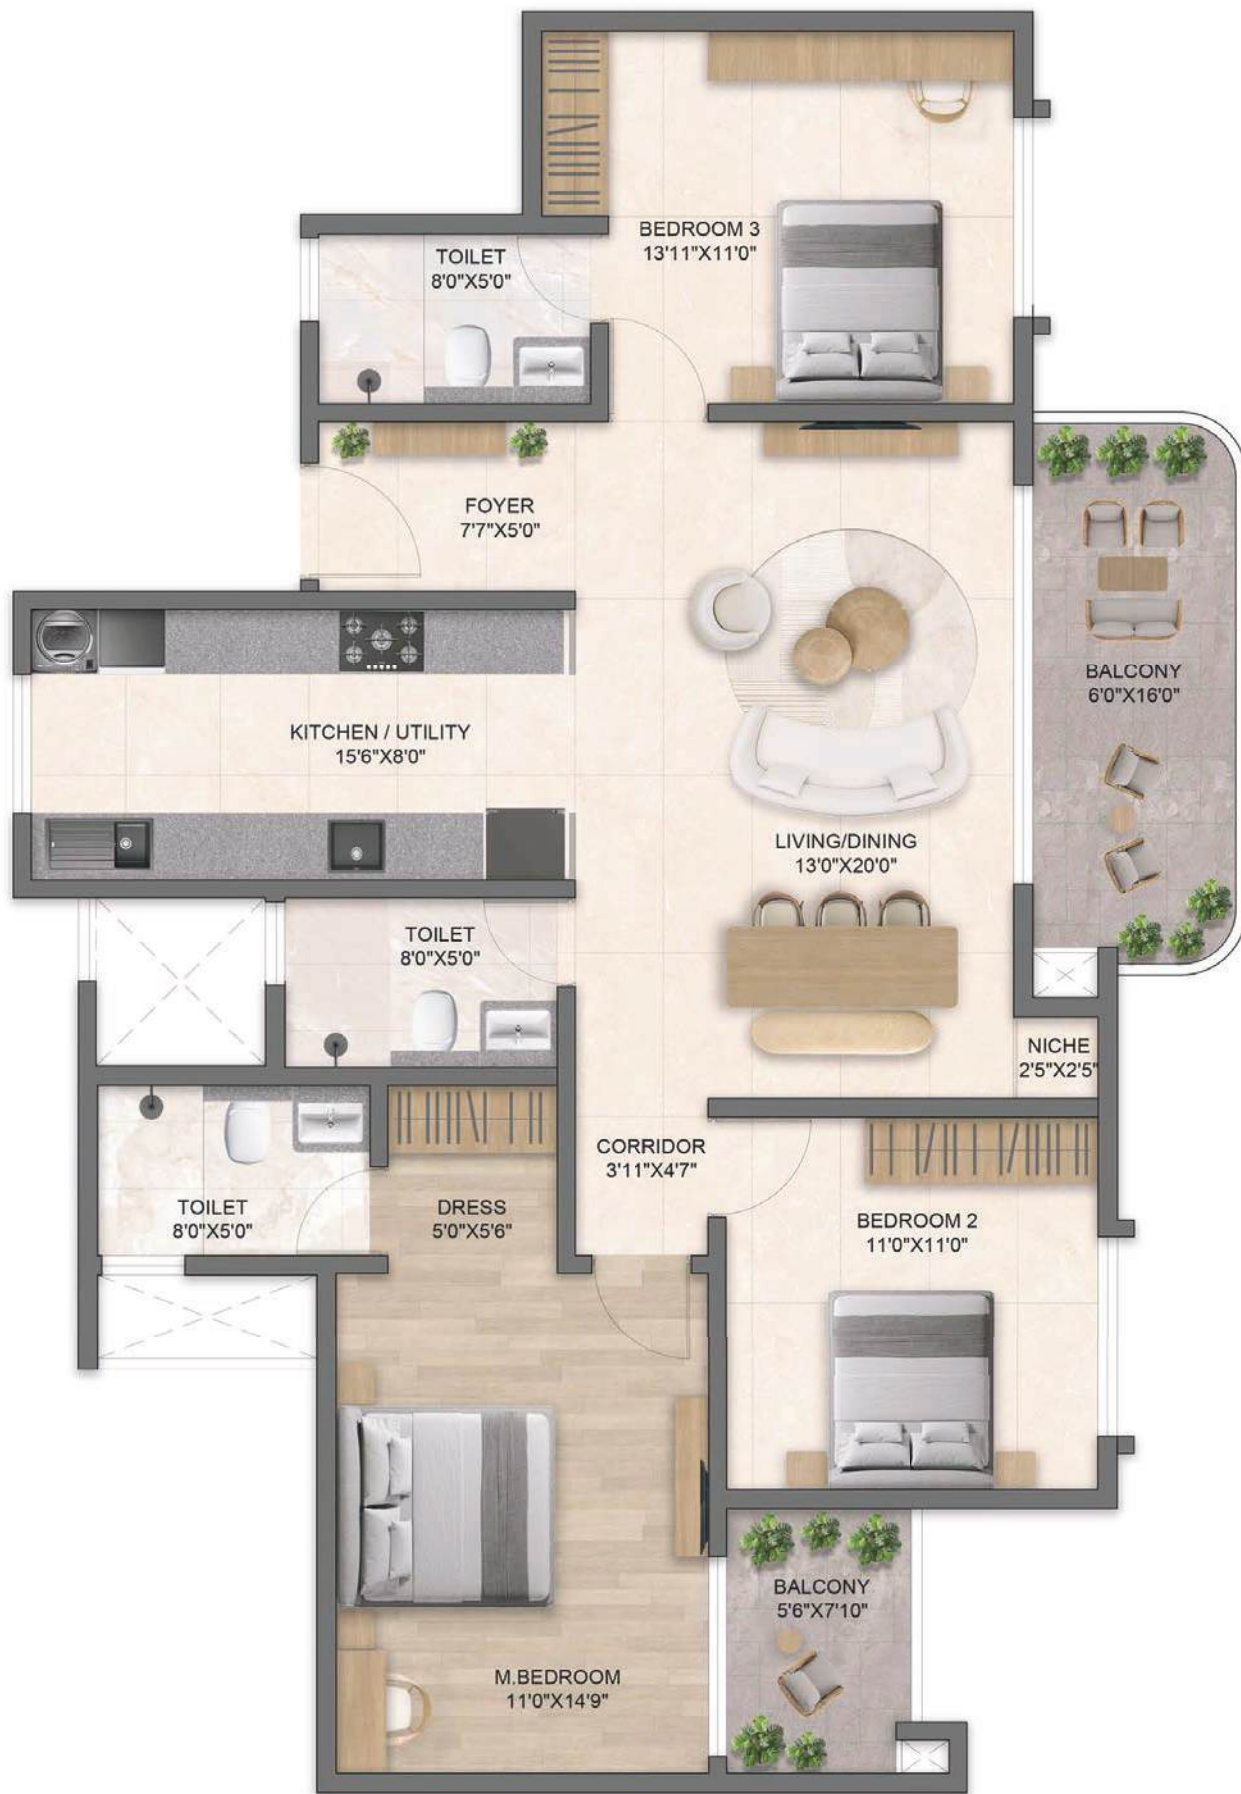 BEDROOM 3
13'11"X11'0"
TOILET
8'0"X5'0"
FOYER
7'7"X5'0"
BALCONY
6'0"X16'0"
KITCHEN / UTILITY
15'6"X8'0"
LIVING/DINING
13'0"X20'0"
TOILET
8'0"X5'0"
NICHE
2'5"X2'5"
CORRIDOR
3'11"X4'7"
TOILET
8'0"X5'0"
DRESS
5'0"X5'6"
BEDROOM 2
11'0"X11'0"
BALCONY
5'6"X7'10"
M.BEDROOM
11'0"X14'9"